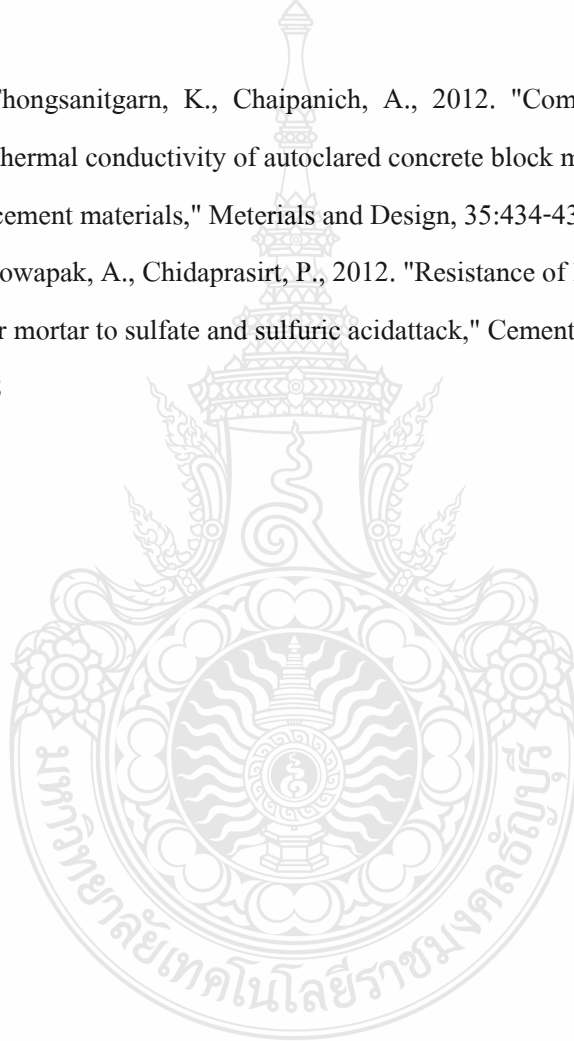 Thongsanitgarn, K., Chaipanich, A., 2012. "Com
thermal conductivity of autoclared concrete block m
cement materials," Meterials and Design, 35:434-43
owapak, A., Chidaprasirt, P., 2012. "Resistance of
r mortar to sulfate and sulfuric acidattack," Cement
มหาวิทยาลัยเทคโนโลยีราชมงคลธัญบุรี